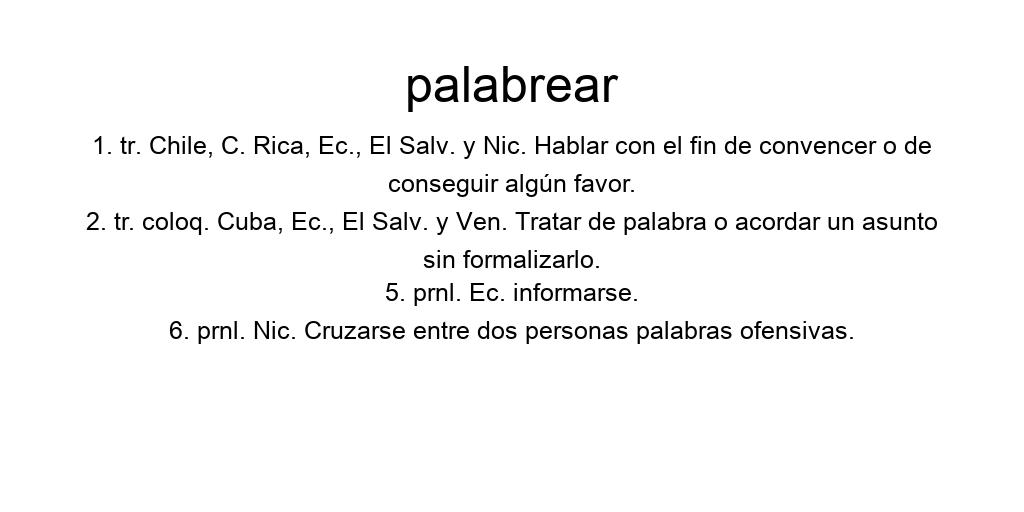 palabrear
1. tr. Chile, C. Rica, Ec., El Salv. y Nic. Hablar con el fin de convencer o de
conseguir algún favor.
2. tr. coloq. Cuba, Ec., El Salv. y Ven. Tratar de palabra o acordar un asunto
sin formalizarlo.
5. prnl. Ec. informarse.
6. prnl. Nic. Cruzarse entre dos personas palabras ofensivas.